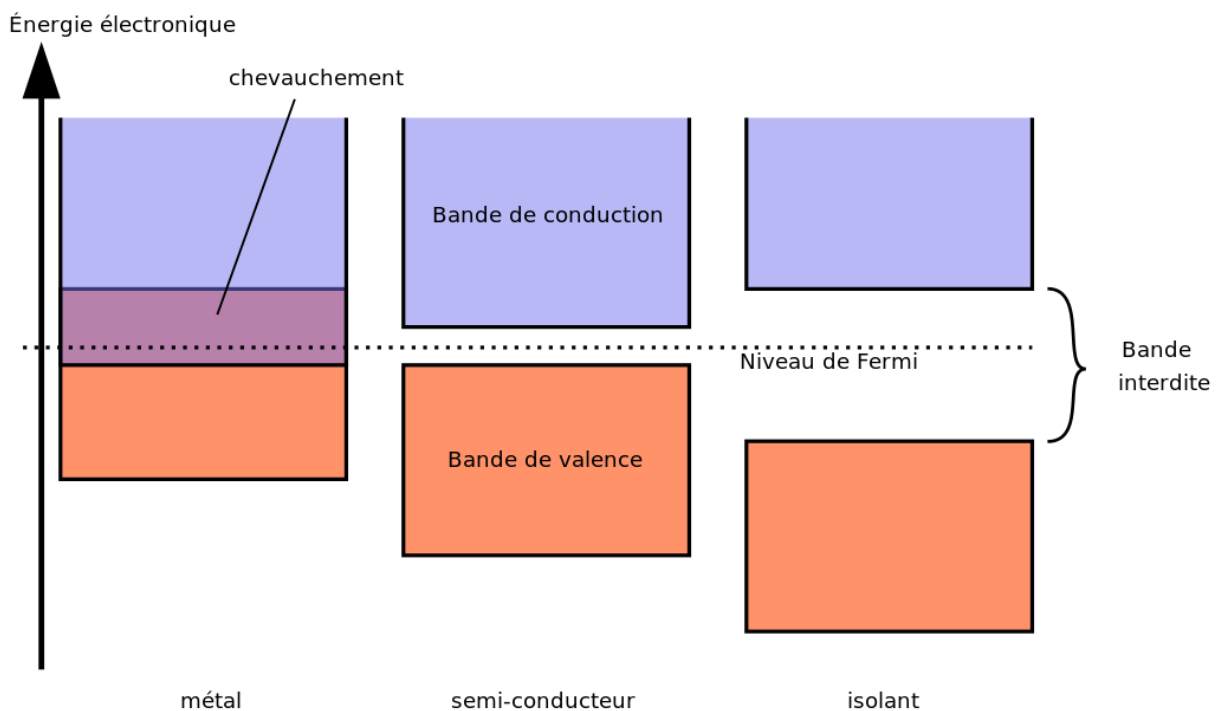 Énergie électronique
chevauchement
Bande de conduction
Niveau de Fermi
Bande
interdite
Bande de valence
métal
semi-conducteur
isolant